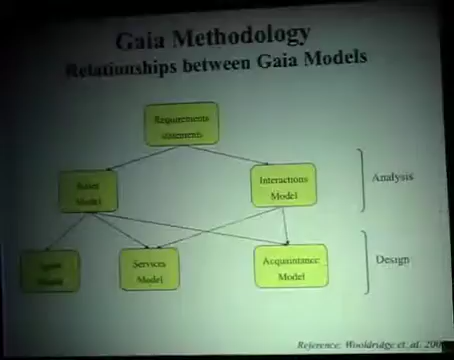 Gaia Methodology
Relationships between Gaia Models
Requirements
statements
Roles
Model
Interactions
Model
Analysis
Agent
Model
Services
Model
Acquaintance
Model
Design
Reference: Wooldridge et. al. 200